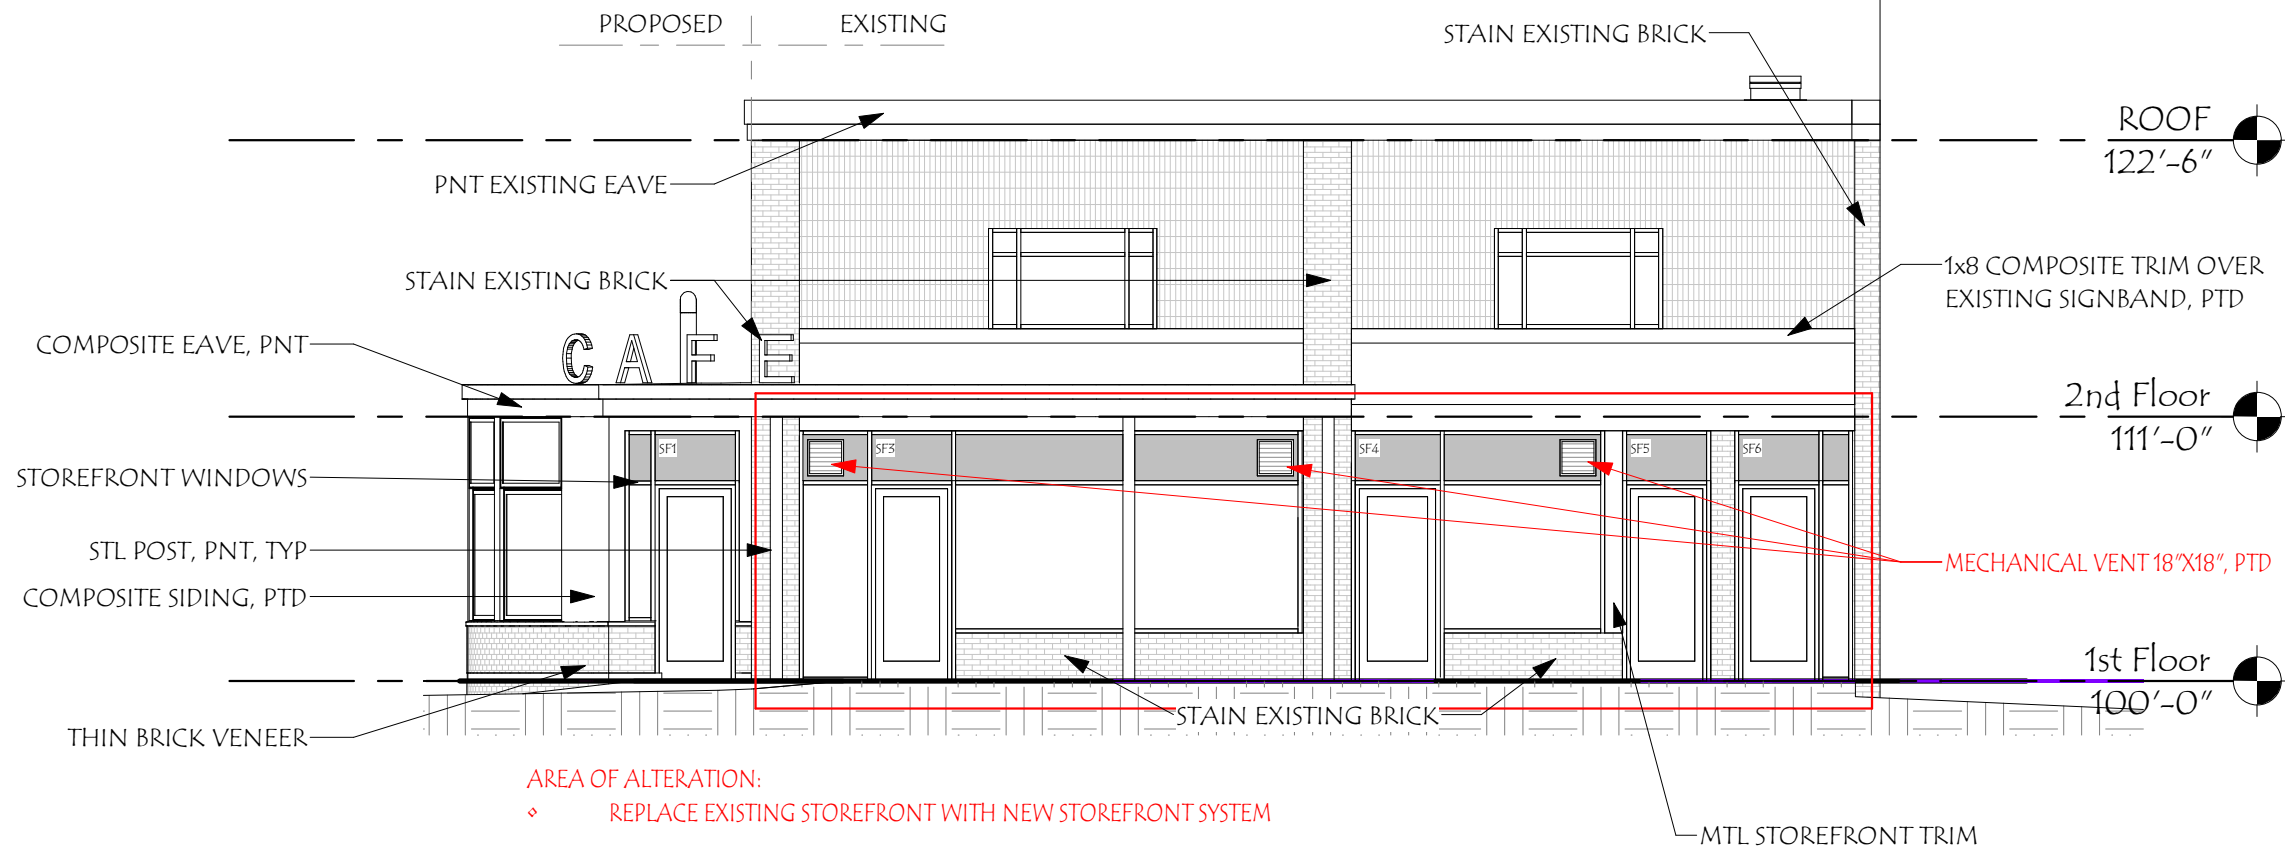 PROPOSED EXISTING
STAIN EXISTING BRICK
ROOF
122'-6"
PNT EXISTING EAVE
STAIN EXISTING BRICK
1x8 COMPOSITE TRIM OVER
EXISTING SIGNBAND, PTD
COMPOSITE EAVE, PNT
CAFE
2nd Floor
111'-0"
SF1
SF3
SF4
SF5
SF6
STOREFRONT WINDOWS
STL POST, PNT, TYP
MECHANICAL VENT 18"X18", PTD
COMPOSITE SIDING, PTD
1st Floor
100'-0"
STAIN EXISTING BRICK
THIN BRICK VENEER
AREA OF ALTERATION:
⋄ REPLACE EXISTING STOREFRONT WITH NEW STOREFRONT SYSTEM
MTL STOREFRONT TRIM